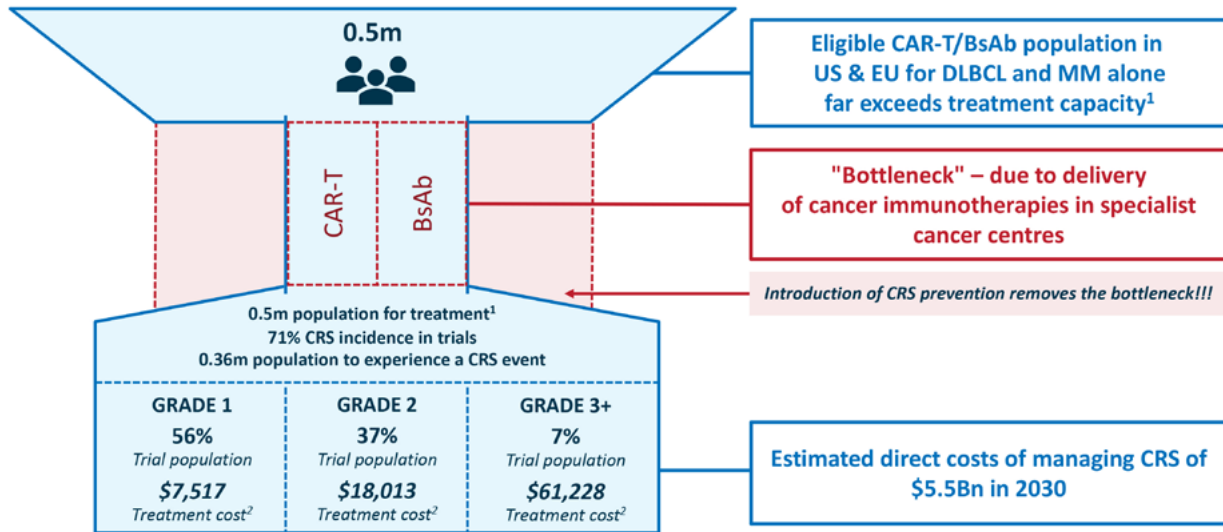 0.5m
Eligible CAR-T/BsAb population in
US & EU for DLBCL and MM alone
far exceeds treatment capacity¹
CAR-T
BsAb
"Bottleneck" – due to delivery
of cancer immunotherapies in specialist
cancer centres
Introduction of CRS prevention removes the bottleneck!!!
0.5m population for treatment¹
71% CRS incidence in trials
0.36m population to experience a CRS event
GRADE 1
56%
Trial population
$7,517
Treatment cost²
GRADE 2
37%
Trial population
$18,013
Treatment cost²
GRADE 3+
7%
Trial population
$61,228
Treatment cost²
Estimated direct costs of managing CRS of
$5.5Bn in 2030